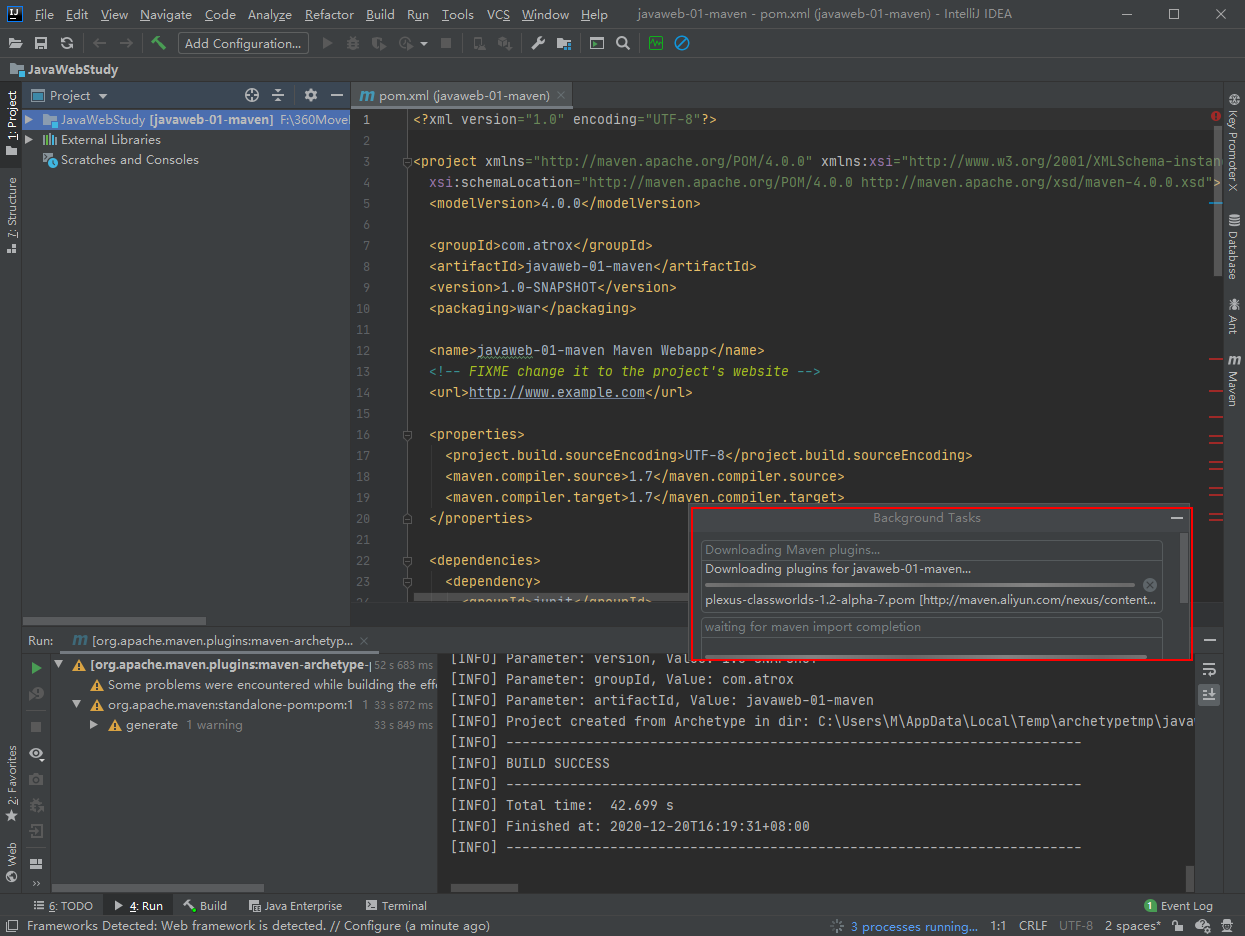 File Edit View Navigate Code Analyze Refactor Build Run Tools VCS Window Help javaweb-01-maven - pom.xml (javaweb-01-maven) - IntelliJ IDEA
Add Configuration...
JavaWebStudy
Project
pom.xml (javaweb-01-maven)
1: Project
7: Structure
2: Favorites
Web
JavaWebStudy [javaweb-01-maven] F:\360Move
External Libraries
Scratches and Consoles
1 <?xml version="1.0" encoding="UTF-8"?>
2
3 <project xmlns="http://maven.apache.org/POM/4.0.0" xmlns:xsi="http://www.w3.org/2001/XMLSchema-instan
4 xsi:schemaLocation="http://maven.apache.org/POM/4.0.0 http://maven.apache.org/xsd/maven-4.0.0.xsd">
5 <modelVersion>4.0.0</modelVersion>
6
7 <groupId>com.atrox</groupId>
8 <artifactId>javaweb-01-maven</artifactId>
9 <version>1.0-SNAPSHOT</version>
10 <packaging>war</packaging>
11
12 <name>javaweb-01-maven Maven Webapp</name>
13 <!-- FIXME change it to the project's website -->
14 <url>http://www.example.com</url>
15
16 <properties>
17 <project.build.sourceEncoding>UTF-8</project.build.sourceEncoding>
18 <maven.compiler.source>1.7</maven.compiler.source>
19 <maven.compiler.target>1.7</maven.compiler.target>
20 </properties>
21
22 <dependencies>
23 <dependency>
24 <groupId>junit</groupId>
Key Promoter X
Database
Ant
Maven
Background Tasks
Downloading Maven plugins...
Downloading plugins for javaweb-01-maven...
plexus-classworlds-1.2-alpha-7.pom [http://maven.aliyun.com/nexus/content...
waiting for maven import completion
Run: [org.apache.maven.plugins:maven-archetyp...
[org.apache.maven.plugins:maven-archetype- 52 s 683 ms
Some problems were encountered while building the effe
org.apache.maven:standalone-pom:pom:1 1 33 s 872 ms
generate 1 warning 33 s 849 ms
[INFO] Parameter: version, Value: 1.0-SNAPSHOT
[INFO] Parameter: groupId, Value: com.atrox
[INFO] Parameter: artifactId, Value: javaweb-01-maven
[INFO] Project created from Archetype in dir: C:\Users\M\AppData\Local\Temp\archetypetmp\java
[INFO] ------------------------------------------------------------------------
[INFO] BUILD SUCCESS
[INFO] ------------------------------------------------------------------------
[INFO] Total time:  42.699 s
[INFO] Finished at: 2020-12-20T16:19:31+08:00
[INFO] ------------------------------------------------------------------------
6: TODO 4: Run Build Java Enterprise Terminal 1 Event Log
Frameworks Detected: Web framework is detected. // Configure (a minute ago) 3 processes running... 1:1 CRLF UTF-8 2 spaces*